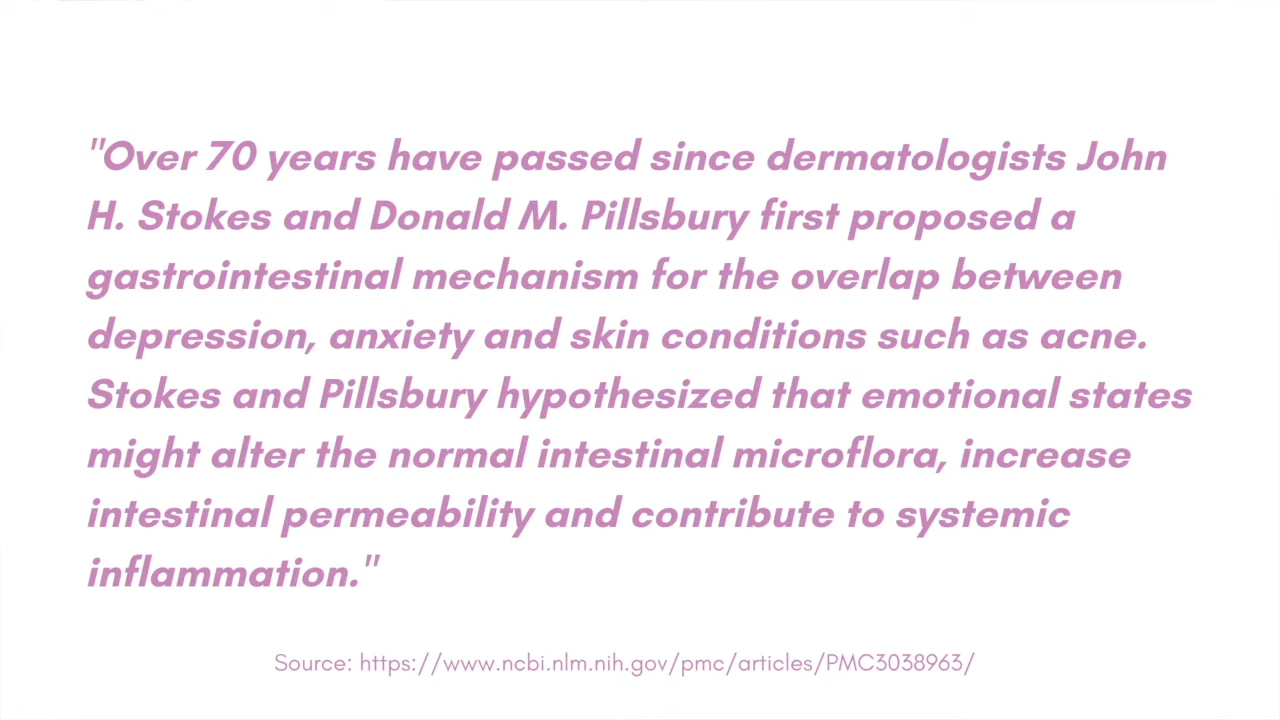 "Over 70 years have passed since dermatologists John
H. Stokes and Donald M. Pillsbury first proposed a
gastrointestinal mechanism for the overlap between
depression, anxiety and skin conditions such as acne.
Stokes and Pillsbury hypothesized that emotional states
might alter the normal intestinal microflora, increase
intestinal permeability and contribute to systemic
inflammation."
Source: https://www.ncbi.nlm.nih.gov/pmc/articles/PMC3038963/